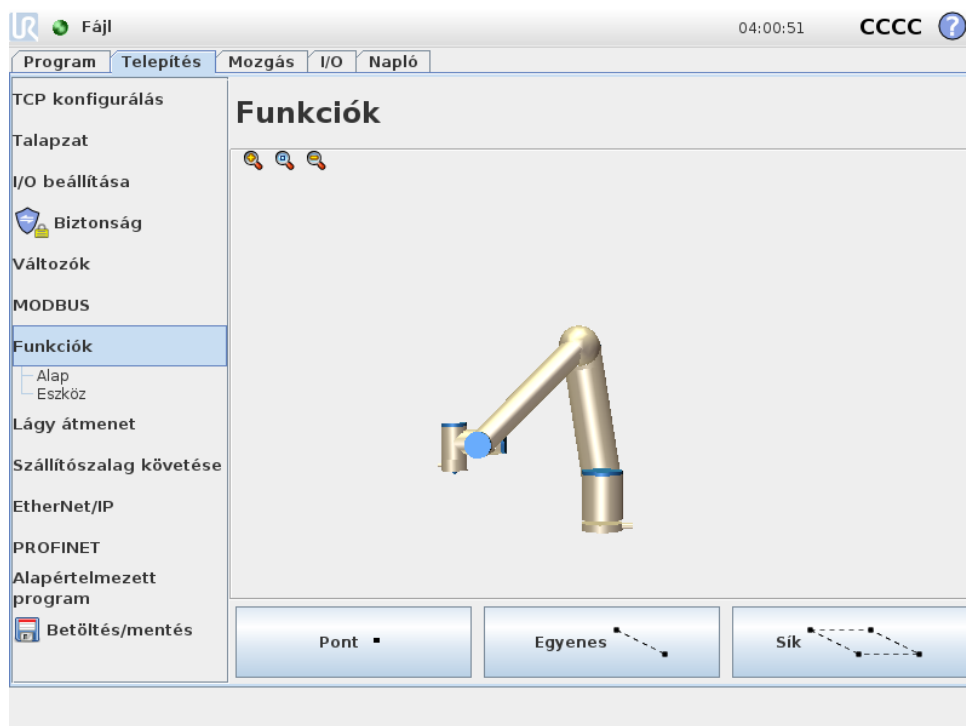 UR Fájl 04:00:51 CCCC ?
Program Telepítés Mozgás I/O Napló
TCP konfigurálás
Talapzat
I/O beállítása
Biztonság
Változók
MODBUS
Funkciók
Alap
Eszköz
Lágy átmenet
Szállítószalag követése
EtherNet/IP
PROFINET
Alapértelmezett
program
Betöltés/mentés
Funkciók
Pont Egyenes Sík